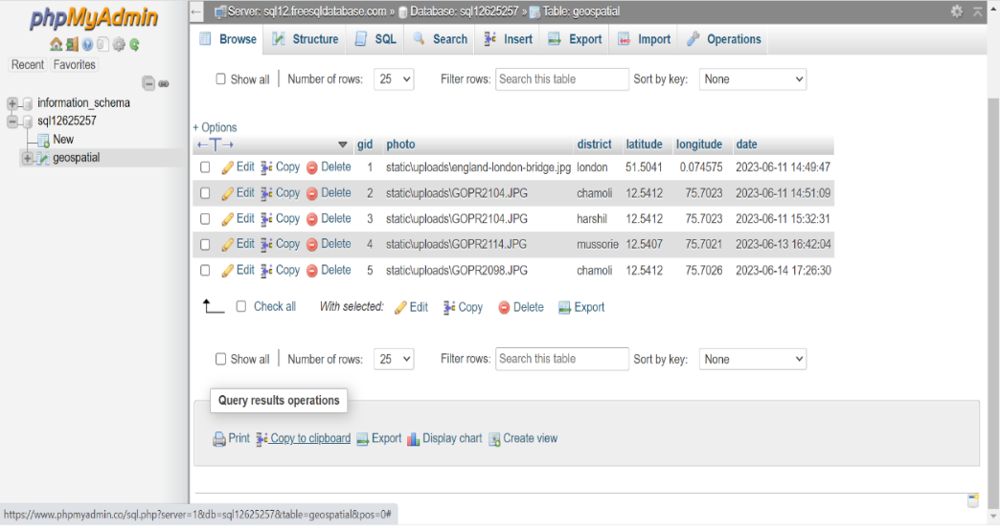 phpMyAdmin
Recent Favorites
information_schema
sql12625257
New
geospatial
Server: sql12.freesqldatabase.com » Database: sql12625257 » Table: geospatial
Browse Structure SQL Search Insert Export Import Operations
Show all Number of rows: 25 Filter rows: Search this table Sort by key: None
+ Options
←T→ gid photo district latitude longitude date
Edit Copy Delete 1 static\uploads\england-london-bridge.jpg london 51.5041 0.074575 2023-06-11 14:49:47
Edit Copy Delete 2 static\uploads\GOPR2104.JPG chamoli 12.5412 75.7023 2023-06-11 14:51:09
Edit Copy Delete 3 static\uploads\GOPR2104.JPG harshil 12.5412 75.7023 2023-06-11 15:32:31
Edit Copy Delete 4 static\uploads\GOPR2114.JPG mussorie 12.5407 75.7021 2023-06-13 16:42:04
Edit Copy Delete 5 static\uploads\GOPR2098.JPG chamoli 12.5412 75.7026 2023-06-14 17:26:30
Check all With selected: Edit Copy Delete Export
Show all Number of rows: 25 Filter rows: Search this table Sort by key: None
Query results operations
Print Copy to clipboard Export Display chart Create view
https://www.phpmyadmin.co/sql.php?server=1&db=sql12625257&table=geospatial&pos=0#